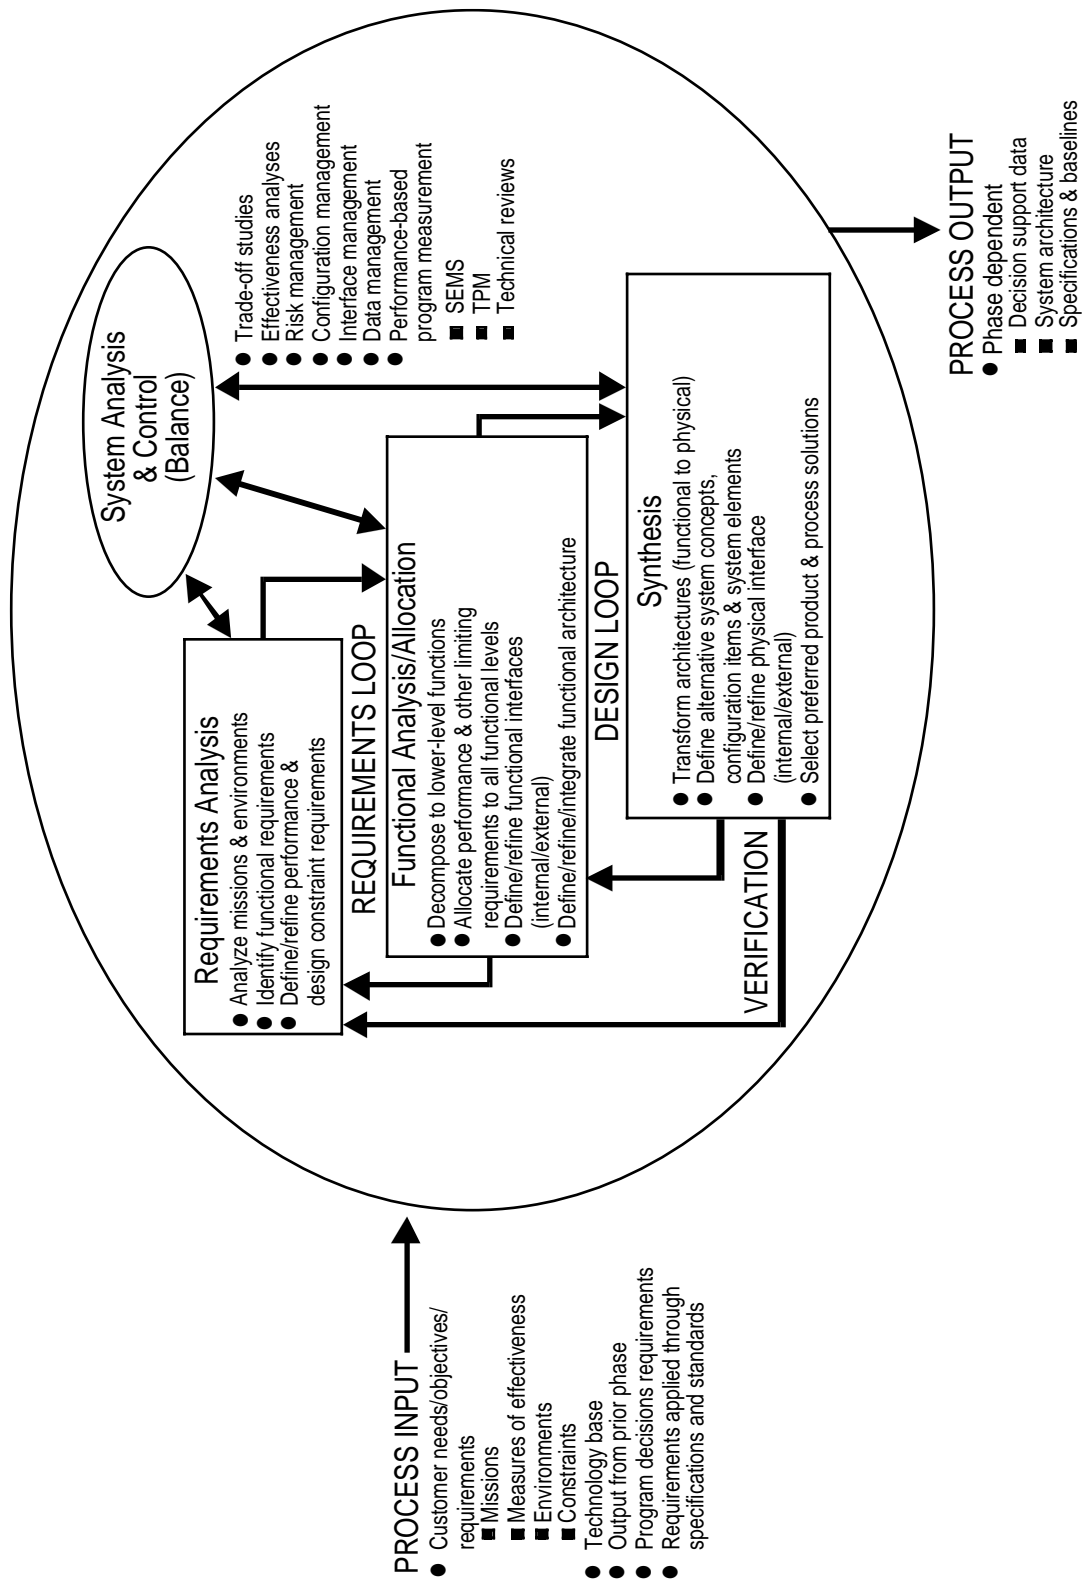 PROCESS INPUT
● Customer needs/objectives/
requirements
■ Missions
■ Measures of effectiveness
■ Environments
■ Constraints
● Technology base
● Output from prior phase
● Program decisions requirements
● Requirements applied through
specifications and standards
System Analysis
& Control
(Balance)
● Trade-off studies
● Effectiveness analyses
● Risk management
● Configuration management
● Interface management
● Data management
● Performance-based
program measurement
■ SEMS
■ TPM
■ Technical reviews
Requirements Analysis
● Analyze missions & environments
● Identify functional requirements
● Define/refine performance &
design constraint requirements
REQUIREMENTS LOOP
Functional Analysis/Allocation
● Decompose to lower-level functions
● Allocate performance & other limiting
requirements to all functional levels
● Define/refine functional interfaces
(internal/external)
● Define/refine/integrate functional architecture
DESIGN LOOP
Synthesis
● Transform architectures (functional to physical)
● Define alternative system concepts,
configuration items & system elements
● Define/refine physical interface
(internal/external)
● Select preferred product & process solutions
VERIFICATION
PROCESS OUTPUT
● Phase dependent
■ Decision support data
■ System architecture
■ Specifications & baselines